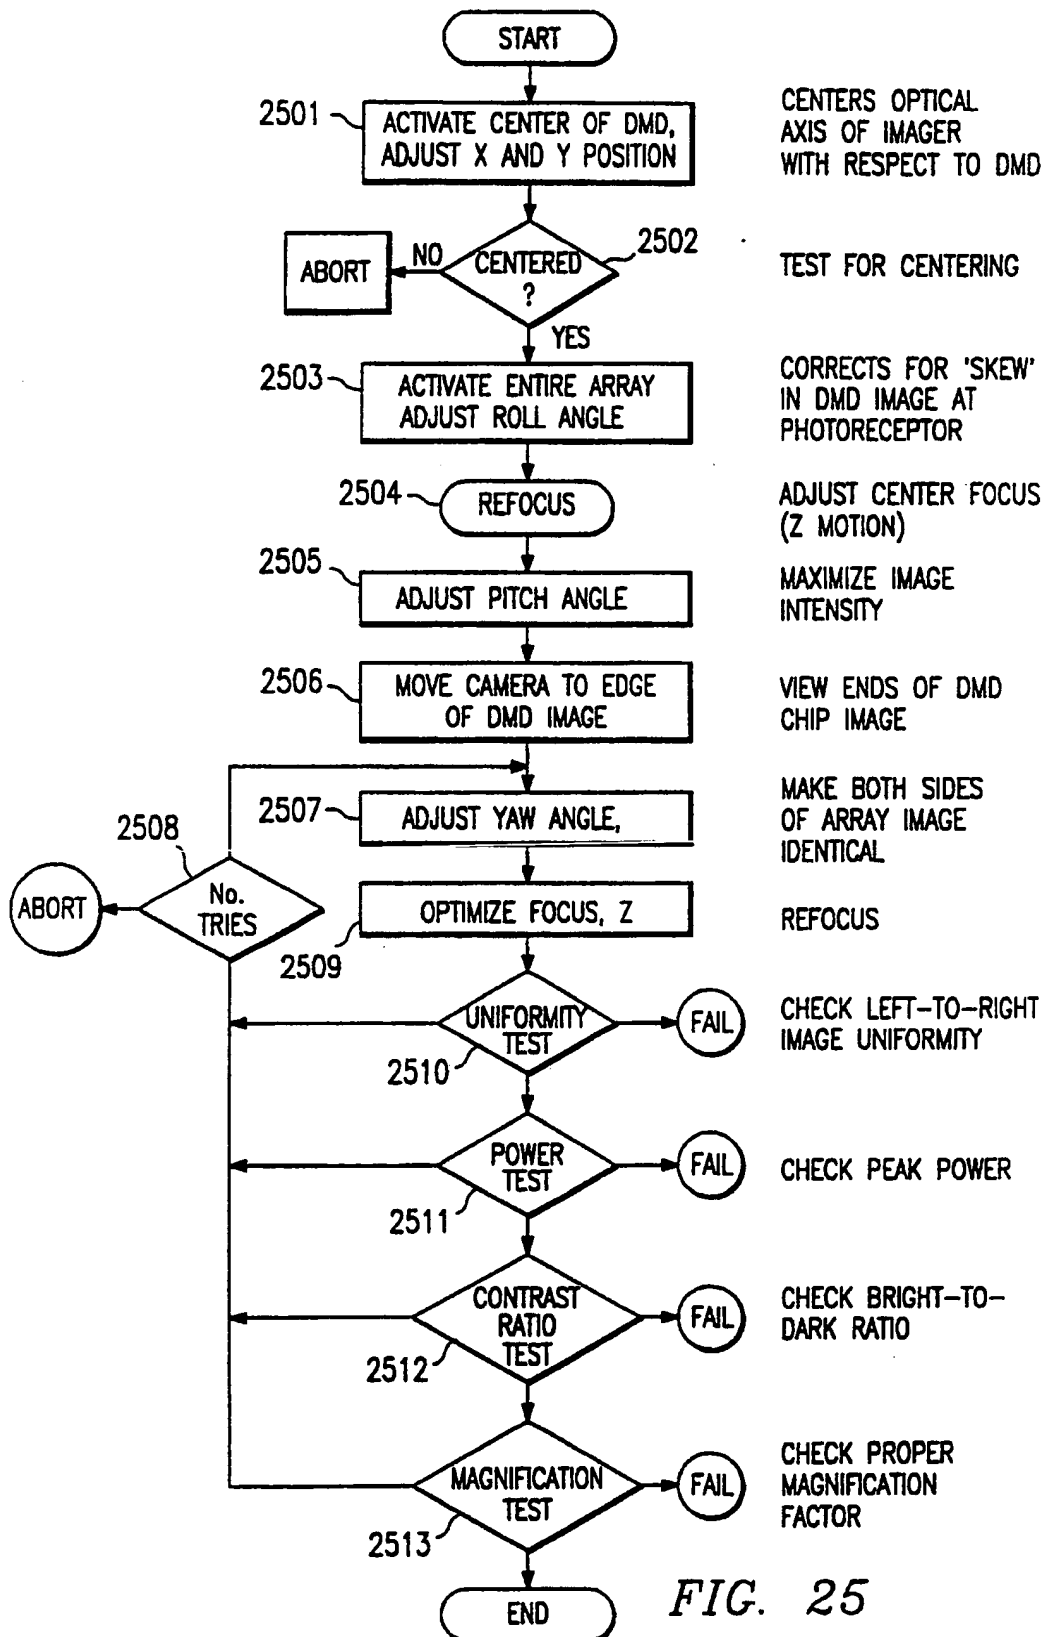 START
2501
ACTIVATE CENTER OF DMD,
ADJUST X AND Y POSITION
CENTERS OPTICAL
AXIS OF IMAGER
WITH RESPECT TO DMD
2502
CENTERED
?
NO
ABORT
TEST FOR CENTERING
YES
2503
ACTIVATE ENTIRE ARRAY
ADJUST ROLL ANGLE
CORRECTS FOR 'SKEW'
IN DMD IMAGE AT
PHOTORECEPTOR
2504
REFOCUS
ADJUST CENTER FOCUS
(Z MOTION)
2505
ADJUST PITCH ANGLE
MAXIMIZE IMAGE
INTENSITY
2506
MOVE CAMERA TO EDGE
OF DMD IMAGE
VIEW ENDS OF DMD
CHIP IMAGE
2507
ADJUST YAW ANGLE,
MAKE BOTH SIDES
OF ARRAY IMAGE
IDENTICAL
2508
No.
TRIES
ABORT
OPTIMIZE FOCUS, Z
2509
REFOCUS
UNIFORMITY
TEST
2510
FAIL
CHECK LEFT-TO-RIGHT
IMAGE UNIFORMITY
POWER
TEST
2511
FAIL
CHECK PEAK POWER
CONTRAST
RATIO
TEST
2512
FAIL
CHECK BRIGHT-TO-
DARK RATIO
MAGNIFICATION
TEST
2513
FAIL
CHECK PROPER
MAGNIFICATION
FACTOR
END
FIG. 25